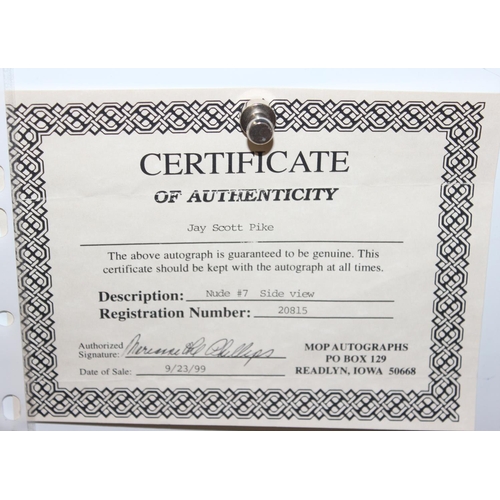 CERTIFICATE
OF AUTHENTICITY
Jay Scott Pike
The above autograph is guaranteed to be genuine. This
certificate should be kept with the autograph at all times.
Description: Nude #7 Side view
Registration Number: 20815
Authorized
Signature: Phillips
Date of Sale: 9/23/99
MOP AUTOGRAPHS
PO BOX 129
READLYN, IOWA 50668